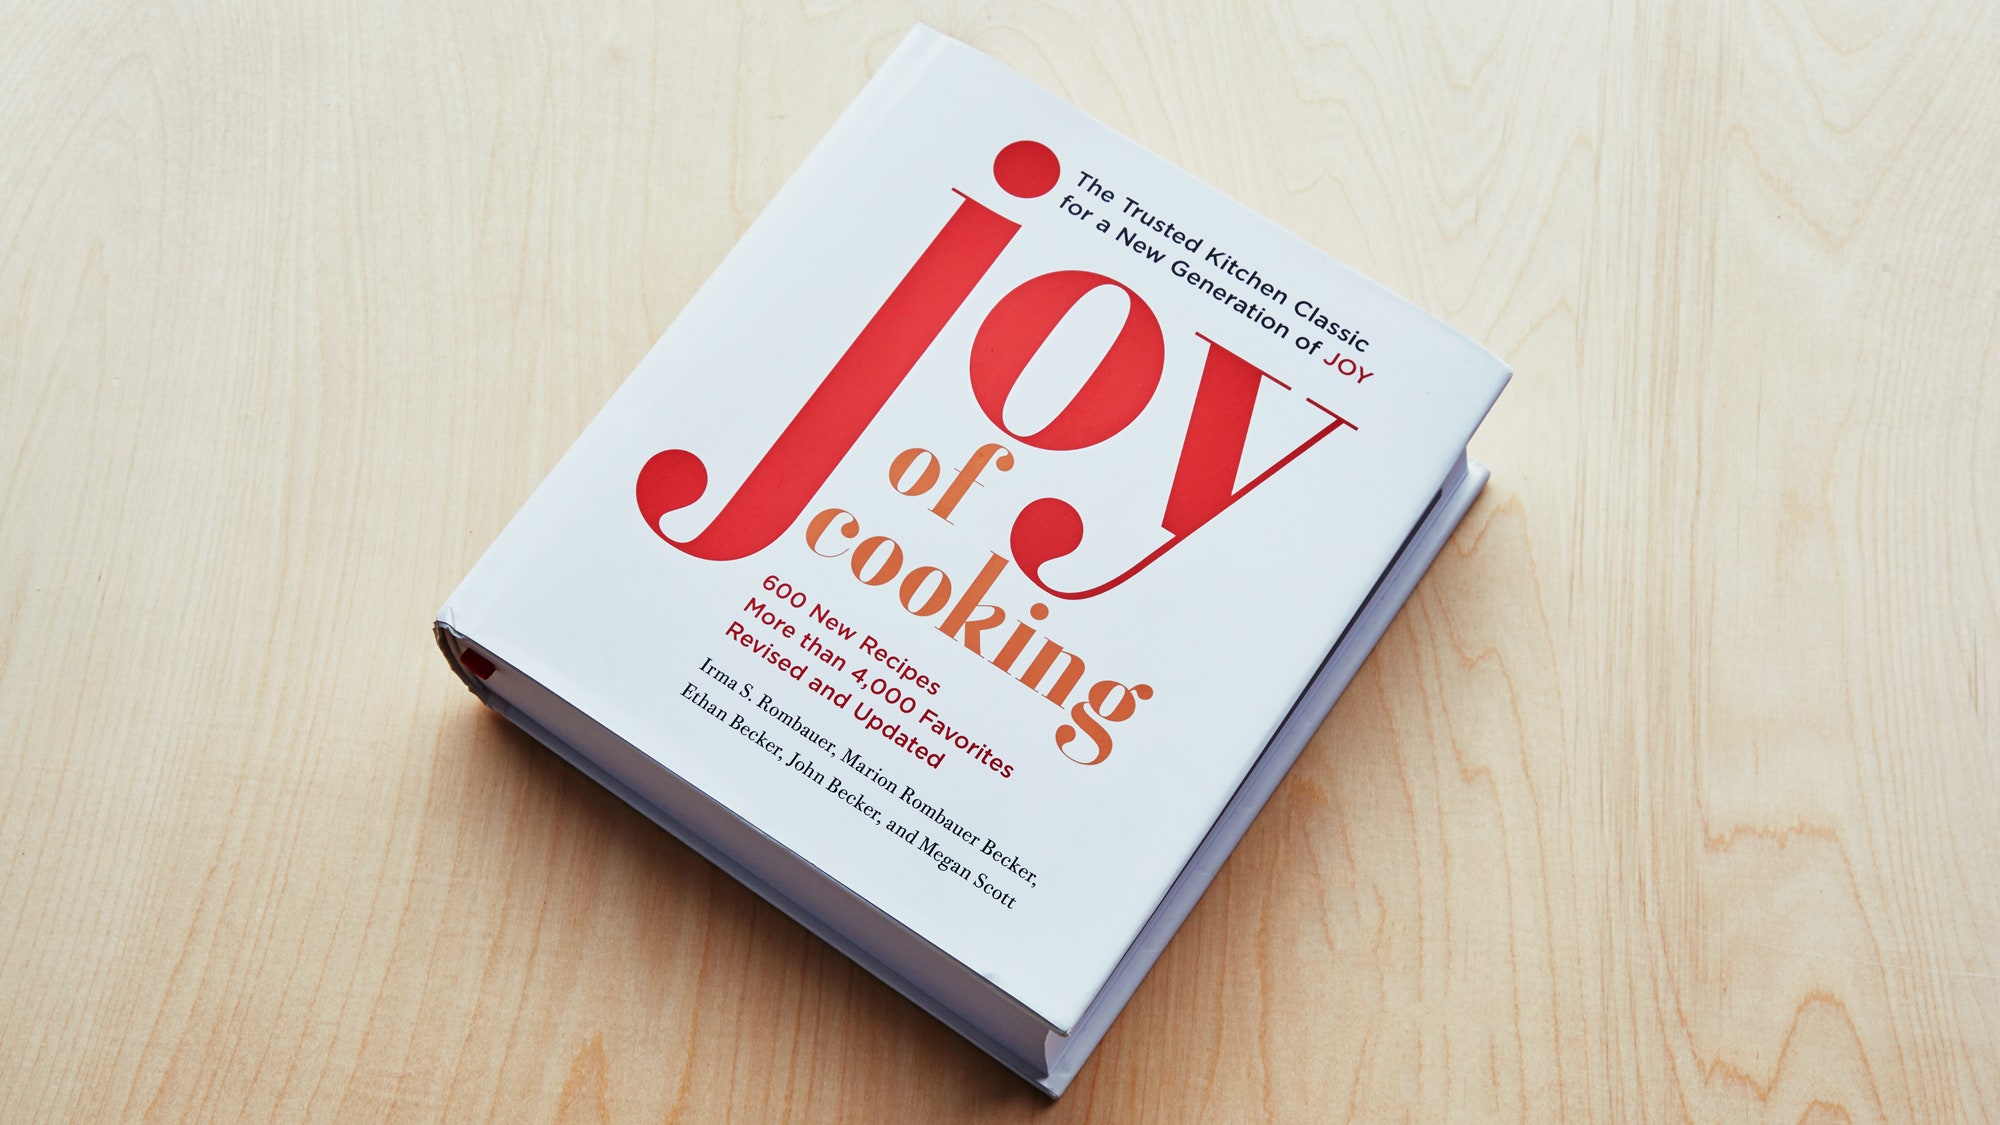 The Trusted Kitchen Classic
for a New Generation of JOY
joy
of
cooking
600 New Recipes
More than 4,000 Favorites
Revised and Updated
Irma S. Rombauer, Marion Rombauer Becker,
Ethan Becker, John Becker, and Megan Scott